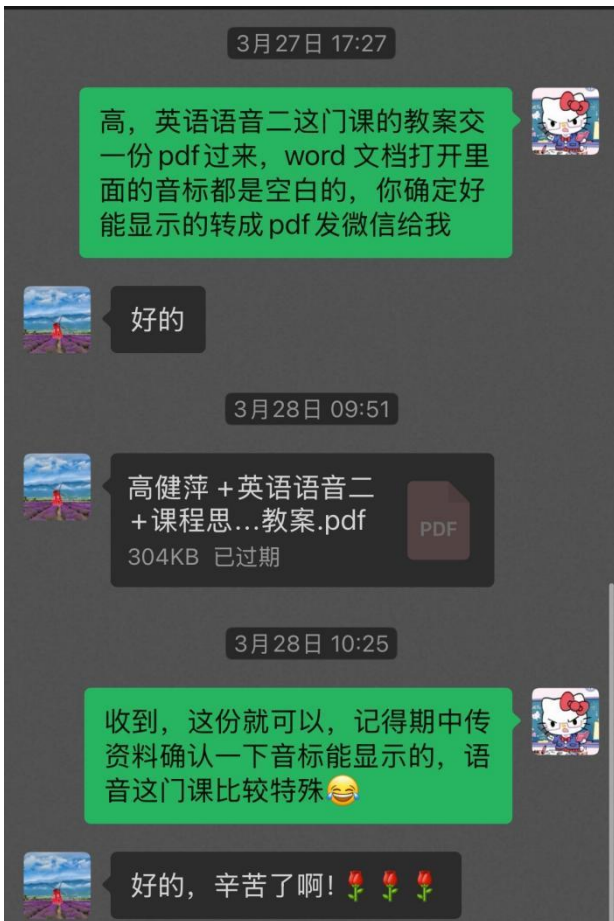 3月27日 17:27
高，英语语音二这门课的教案交
一份pdf过来，word 文档打开里
面的音标都是空白的，你确定好
能显示的转成pdf发微信给我
好的
3月28日 09:51
高健萍 +英语语音二
+课程思...教案.pdf
PDF
304KB 已过期
3月28日 10:25
收到，这份就可以，记得期中传
资料确认一下音标能显示的，语
音这门课比较特殊😂
好的，辛苦了啊!🌹🌹🌹